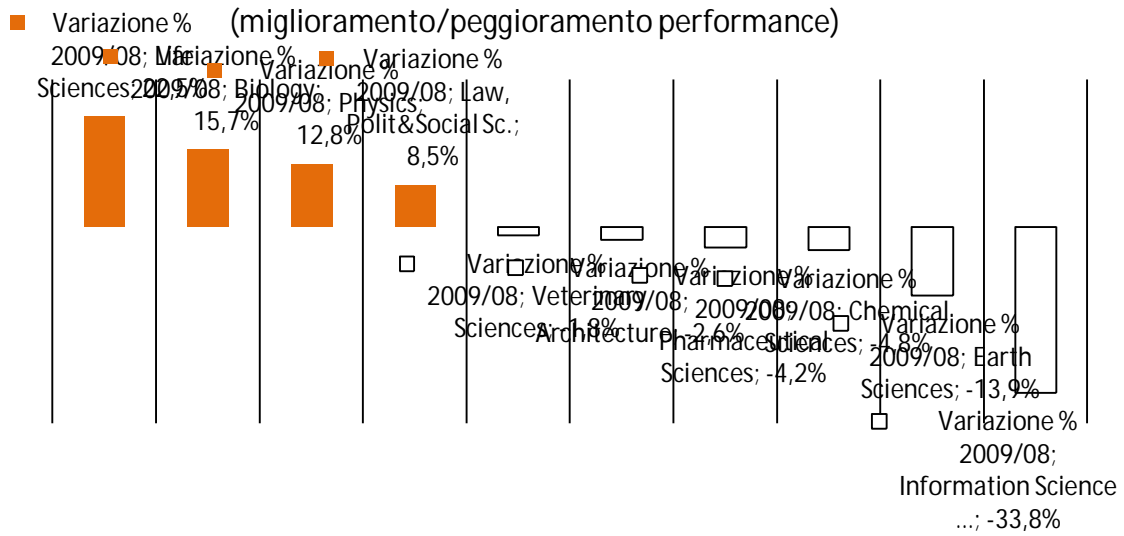 (miglioramento/peggioramento performance)
Variazione %
2009/08; Life
Sciences; 22,5%
Variazione %
2009/08; Biology;
15,7%
Variazione %
2009/08; Physics;
12,8%
Variazione %
2009/08; Law,
Polit&Social Sc.;
8,5%
Variazione %
2009/08; Veterinary
Sciences; -1,8%
Variazione %
2009/08;
Architecture; -2,6%
Variazione %
2009/08;
Pharmaceutical
Sciences; -4,2%
Variazione %
2009/08; Chemical
Sciences; -4,8%
Variazione %
2009/08; Earth
Sciences; -13,9%
Variazione %
2009/08;
Information Science
...; -33,8%